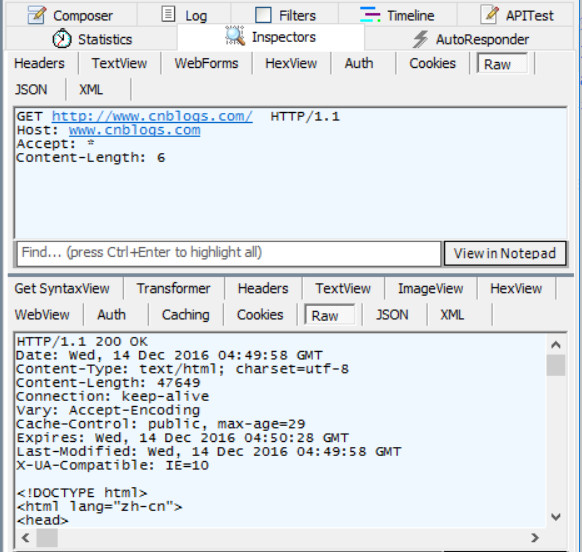 Composer Log Filters Timeline APITest
Statistics Inspectors AutoResponder
Headers TextView WebForms HexView Auth Cookies Raw
JSON XML
GET http://www.cnblogs.com/ HTTP/1.1
Host: www.cnblogs.com
Accept: *
Content-Length: 6
Find... (press Ctrl+Enter to highlight all) View in Notepad
Get SyntaxView Transformer Headers TextView ImageView HexView
WebView Auth Caching Cookies Raw JSON XML
HTTP/1.1 200 OK
Date: Wed, 14 Dec 2016 04:49:58 GMT
Content-Type: text/html; charset=utf-8
Content-Length: 47649
Connection: keep-alive
Vary: Accept-Encoding
Cache-Control: public, max-age=29
Expires: Wed, 14 Dec 2016 04:50:28 GMT
Last-Modified: Wed, 14 Dec 2016 04:49:58 GMT
X-UA-Compatible: IE=10
<!DOCTYPE html>
<html lang="zh-cn">
<head>